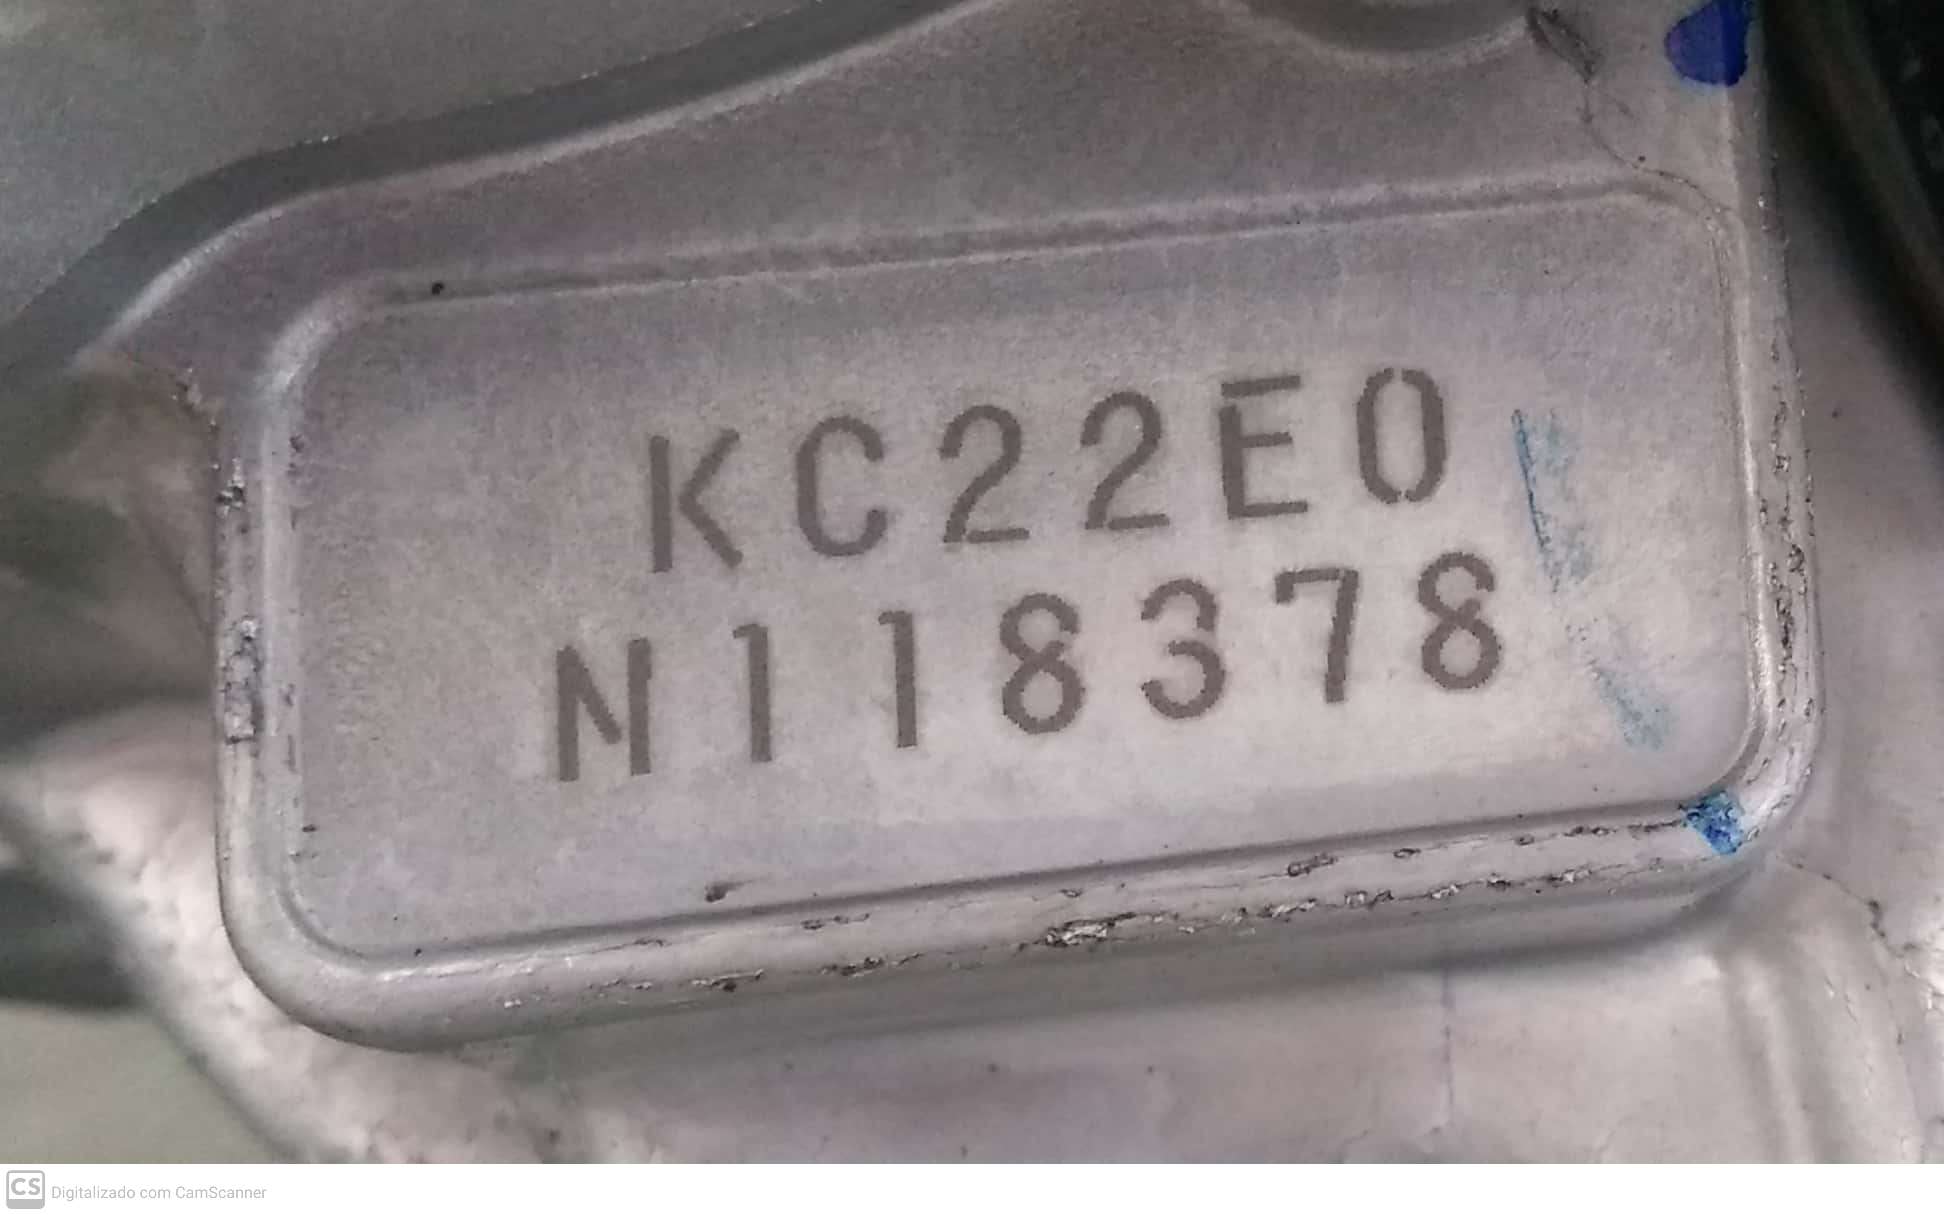 KC22E0
N118378
CS Digitalizado com CamScanner